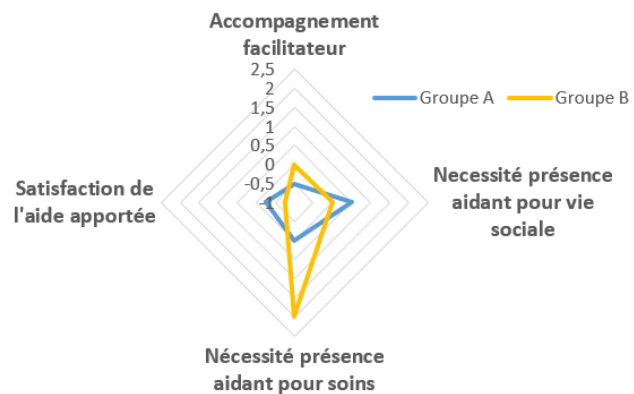 Accompagnement
facilitateur
2,5
2
1,5
1
0,5
0
-0,5
-1
Groupe A
Groupe B
Necessité présence
aidant pour vie
sociale
Satisfaction de
l'aide apportée
Nécessité présence
aidant pour soins